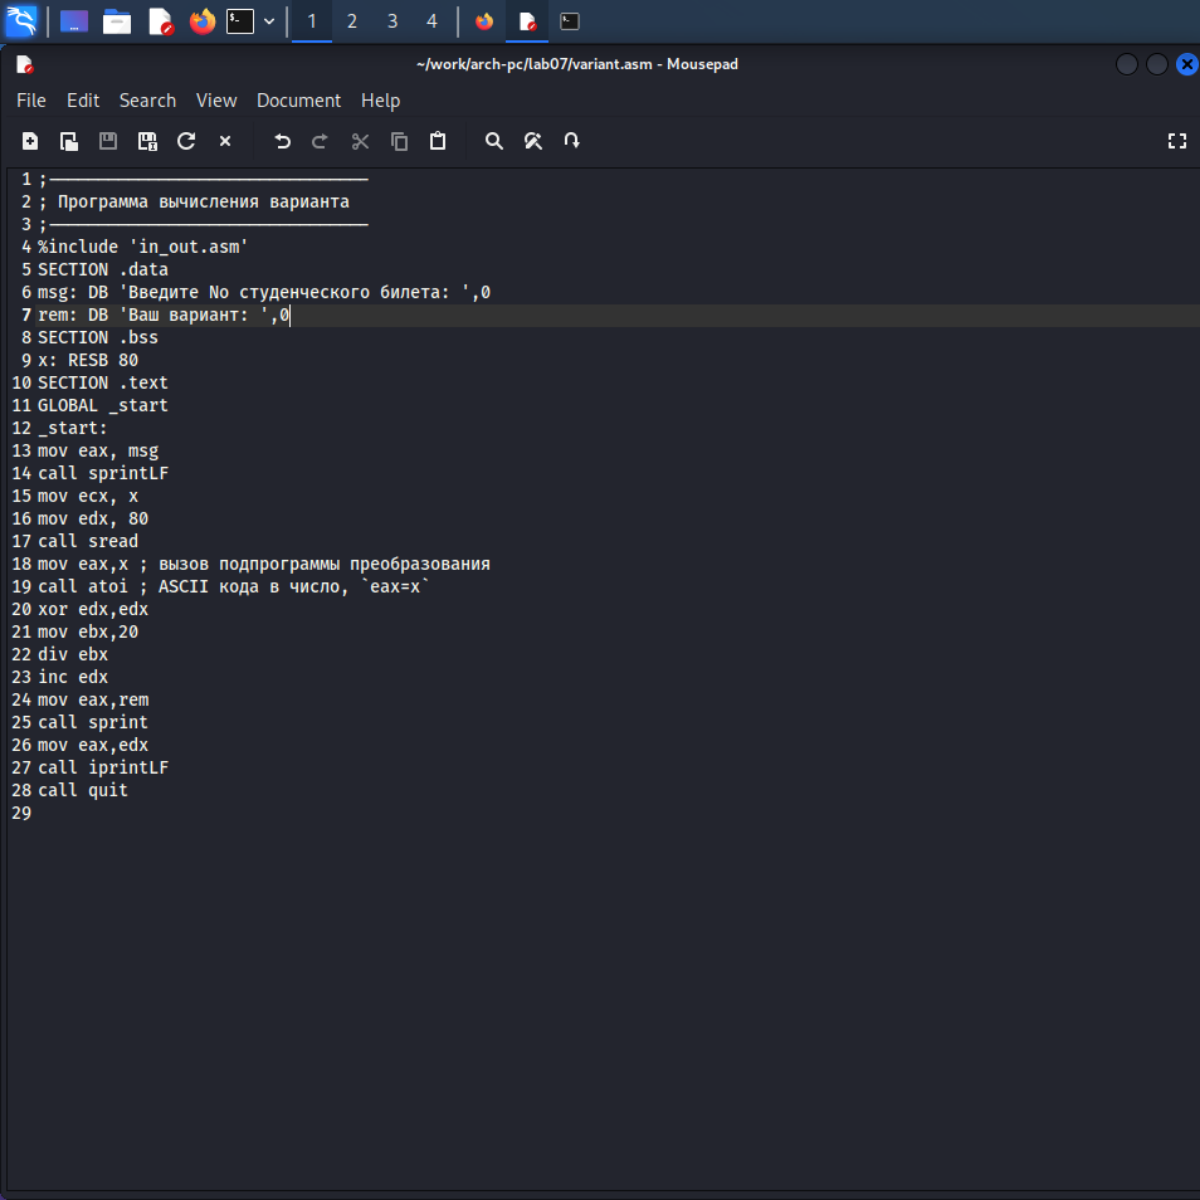 1 2 3 4
~/work/arch-pc/lab07/variant.asm - Mousepad
File Edit Search View Document Help
1 ;--------------------------------
2 ; Программа вычисления варианта
3 ;--------------------------------
4 %include 'in_out.asm'
5 SECTION .data
6 msg: DB 'Введите No студенческого билета: ',0
7 rem: DB 'Ваш вариант: ',0
8 SECTION .bss
9 x: RESB 80
10 SECTION .text
11 GLOBAL _start
12 _start:
13 mov eax, msg
14 call sprintLF
15 mov ecx, x
16 mov edx, 80
17 call sread
18 mov eax,x ; вызов подпрограммы преобразования
19 call atoi ; ASCII кода в число, `eax=x`
20 xor edx,edx
21 mov ebx,20
22 div ebx
23 inc edx
24 mov eax,rem
25 call sprint
26 mov eax,edx
27 call iprintLF
28 call quit
29